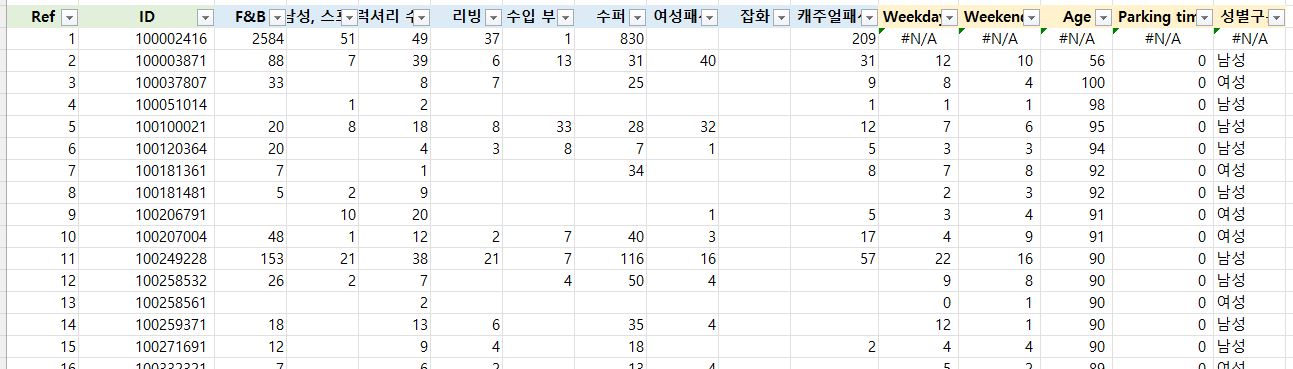 Ref ID F&B 남성, 스포 럭셔리 수 리빙 수입 부 수퍼 여성패 잡화 캐주얼패 Weekday Weekend Age Parking tim 성별구
1 100002416 2584 51 49 37 1 830 209 #N/A #N/A #N/A #N/A #N/A
2 100003871 88 7 39 6 13 31 40 31 12 10 56 0 남성
3 100037807 33 8 7 25 9 8 4 100 0 여성
4 100051014 1 2 1 1 1 98 0 남성
5 100100021 20 8 18 8 33 28 32 12 7 6 95 0 남성
6 100120364 20 4 3 8 7 1 5 3 3 94 0 남성
7 100181361 7 1 34 8 7 8 92 0 여성
8 100181481 5 2 9 2 3 92 0 남성
9 100206791 10 20 1 5 3 4 91 0 여성
10 100207004 48 1 12 2 7 40 3 17 4 9 91 0 여성
11 100249228 153 21 38 21 7 116 16 57 22 16 90 0 남성
12 100258532 26 2 7 4 50 4 9 8 90 0 남성
13 100258561 2 0 1 90 0 여성
14 100259371 18 13 6 35 4 12 1 90 0 남성
15 100271691 12 9 4 18 2 4 4 90 0 남성
16 100332321 7 6 2 13 4 5 2 89 0 여성